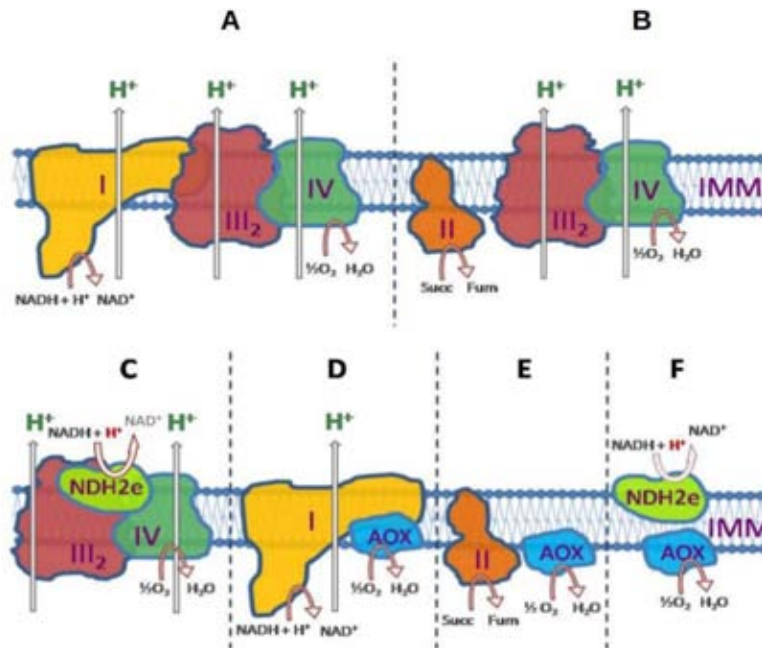 A B
H⁺ H⁺ H⁺ H⁺ H⁺
I III₂ IV II III₂ IV IMM
½O₂ H₂O ½O₂ H₂O
NADH + H⁺ NAD⁺ Succ Fum
C D E F
H⁺ NAD⁺ H⁺ H⁺
NADH + H⁺ NADH + H⁺ NAD⁺
NDH2e I NDH2e
III₂ IV AOX II AOX AOX IMM
½O₂ H₂O ½O₂ H₂O ½ O₂ H₂O ½O₂ H₂O
NADH + H⁺ NAD⁺ Succ Fum